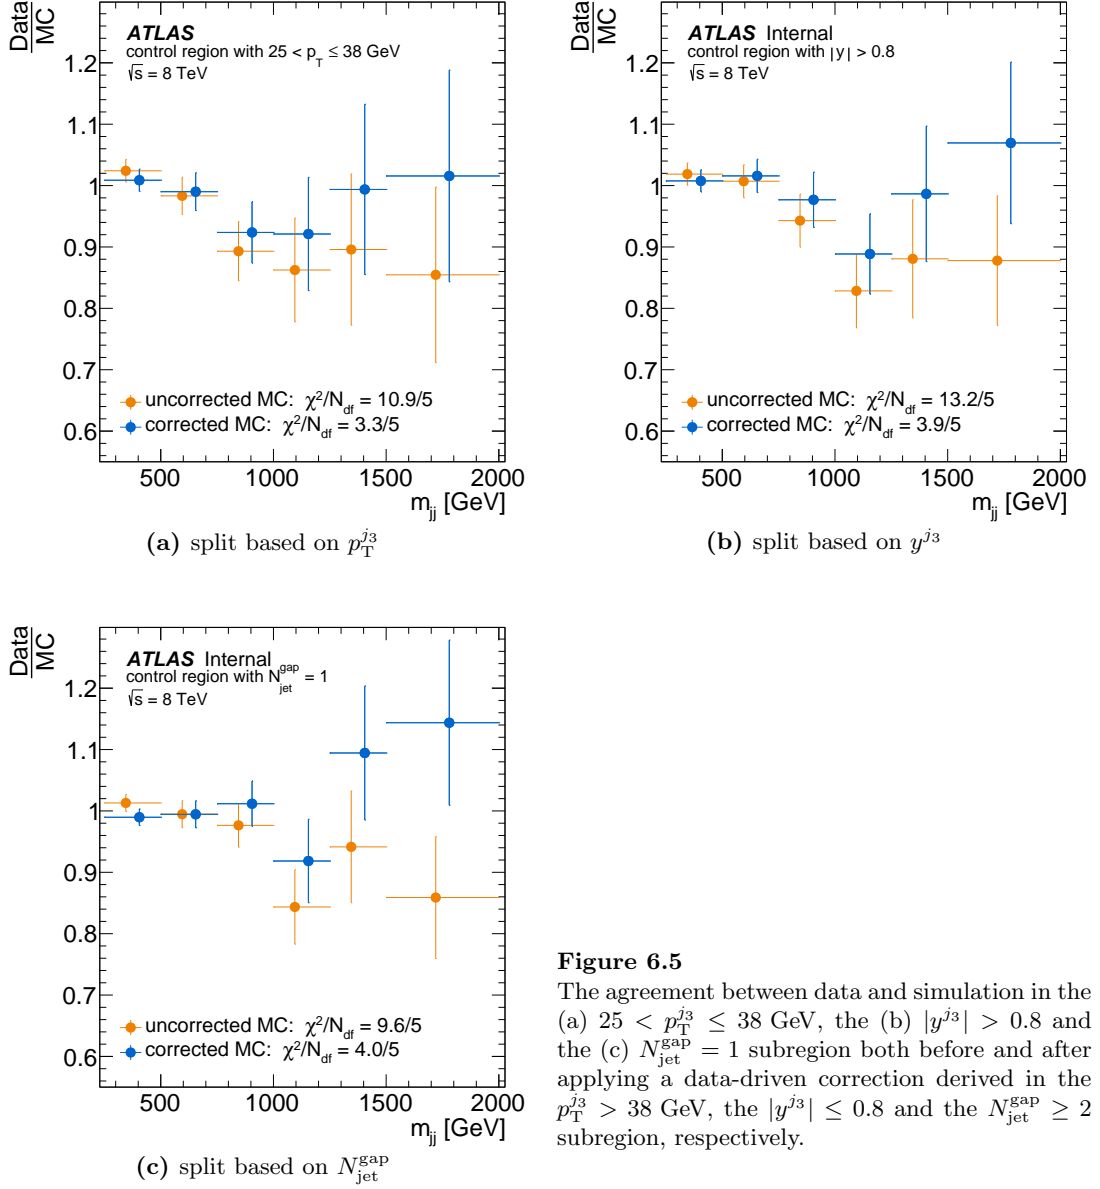 Data
MC
ATLAS
control region with 25 < p_T ≤ 38 GeV
√s = 8 TeV
1.2
1.1
1
0.9
0.8
0.7
0.6
uncorrected MC: χ²/N_df = 10.9/5
corrected MC: χ²/N_df = 3.3/5
500 1000 1500 2000
m_jj [GeV]
(a) split based on p_T^{j_3}
Data
MC
ATLAS Internal
control region with |y| > 0.8
√s = 8 TeV
1.2
1.1
1
0.9
0.8
0.7
0.6
uncorrected MC: χ²/N_df = 13.2/5
corrected MC: χ²/N_df = 3.9/5
500 1000 1500 2000
m_jj [GeV]
(b) split based on y^{j_3}
Data
MC
ATLAS Internal
control region with N_jet^gap = 1
√s = 8 TeV
1.2
1.1
1
0.9
0.8
0.7
0.6
uncorrected MC: χ²/N_df = 9.6/5
corrected MC: χ²/N_df = 4.0/5
500 1000 1500 2000
m_jj [GeV]
(c) split based on N_jet^gap
Figure 6.5
The agreement between data and simulation in the
(a) 25 < p_T^{j_3} ≤ 38 GeV, the (b) |y^{j_3}| > 0.8 and
the (c) N_jet^gap = 1 subregion both before and after
applying a data-driven correction derived in the
p_T^{j_3} > 38 GeV, the |y^{j_3}| ≤ 0.8 and the N_jet^gap ≥ 2
subregion, respectively.